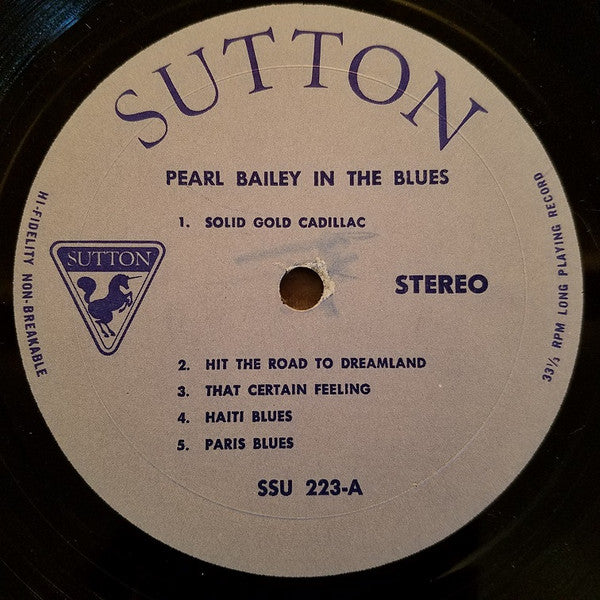 SUTTON
PEARL BAILEY IN THE BLUES
1. SOLID GOLD CADILLAC
HI-FIDELITY NON-BREAKABLE
SUTTON
STEREO
33⅓ RPM LONG PLAYING RECORD
2. HIT THE ROAD TO DREAMLAND
3. THAT CERTAIN FEELING
4. HAITI BLUES
5. PARIS BLUES
SSU 223-A